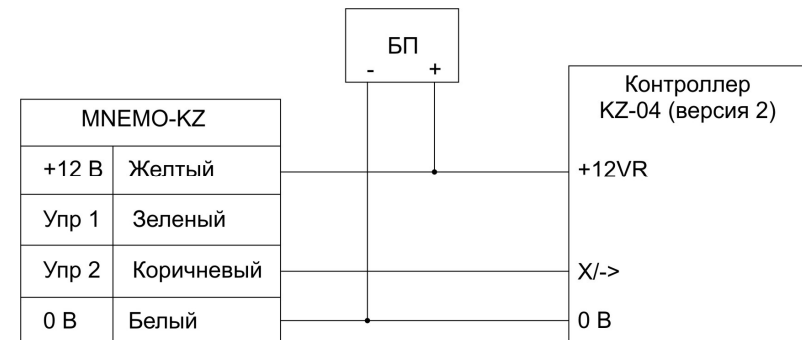 БП
- +
Контроллер
KZ-04 (версия 2)
MNEMO-KZ
+12 В Желтый
+12VR
Упр 1 Зеленый
Упр 2 Коричневый
X/->
0 В Белый
0 В